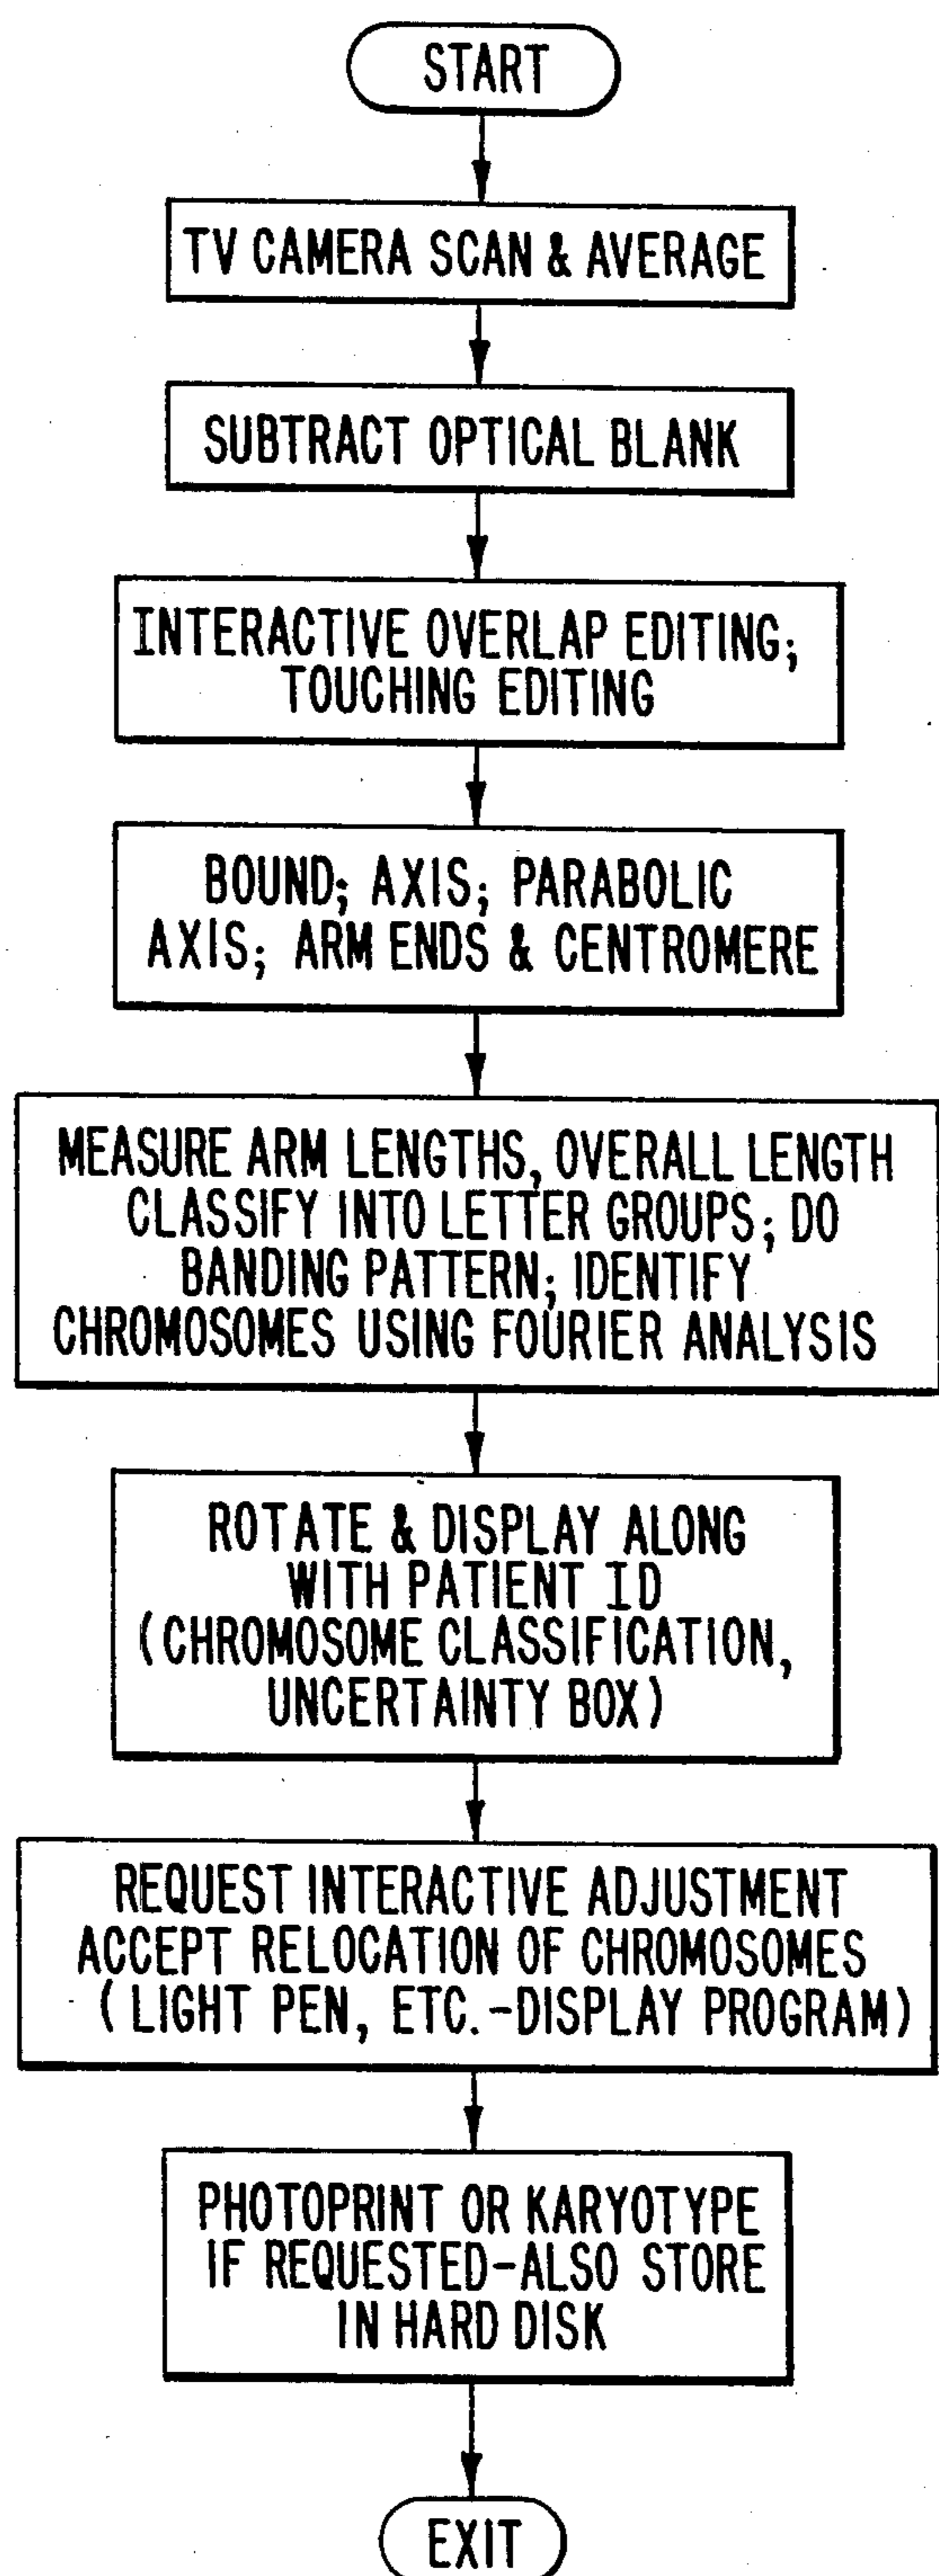 START
TV CAMERA SCAN & AVERAGE
SUBTRACT OPTICAL BLANK
INTERACTIVE OVERLAP EDITING;
TOUCHING EDITING
BOUND; AXIS; PARABOLIC
AXIS; ARM ENDS & CENTROMERE
MEASURE ARM LENGTHS, OVERALL LENGTH
CLASSIFY INTO LETTER GROUPS; DO
BANDING PATTERN; IDENTIFY
CHROMOSOMES USING FOURIER ANALYSIS
ROTATE & DISPLAY ALONG
WITH PATIENT ID
(CHROMOSOME CLASSIFICATION,
UNCERTAINTY BOX)
REQUEST INTERACTIVE ADJUSTMENT
ACCEPT RELOCATION OF CHROMOSOMES
(LIGHT PEN, ETC.-DISPLAY PROGRAM)
PHOTOPRINT OR KARYOTYPE
IF REQUESTED-ALSO STORE
IN HARD DISK
EXIT